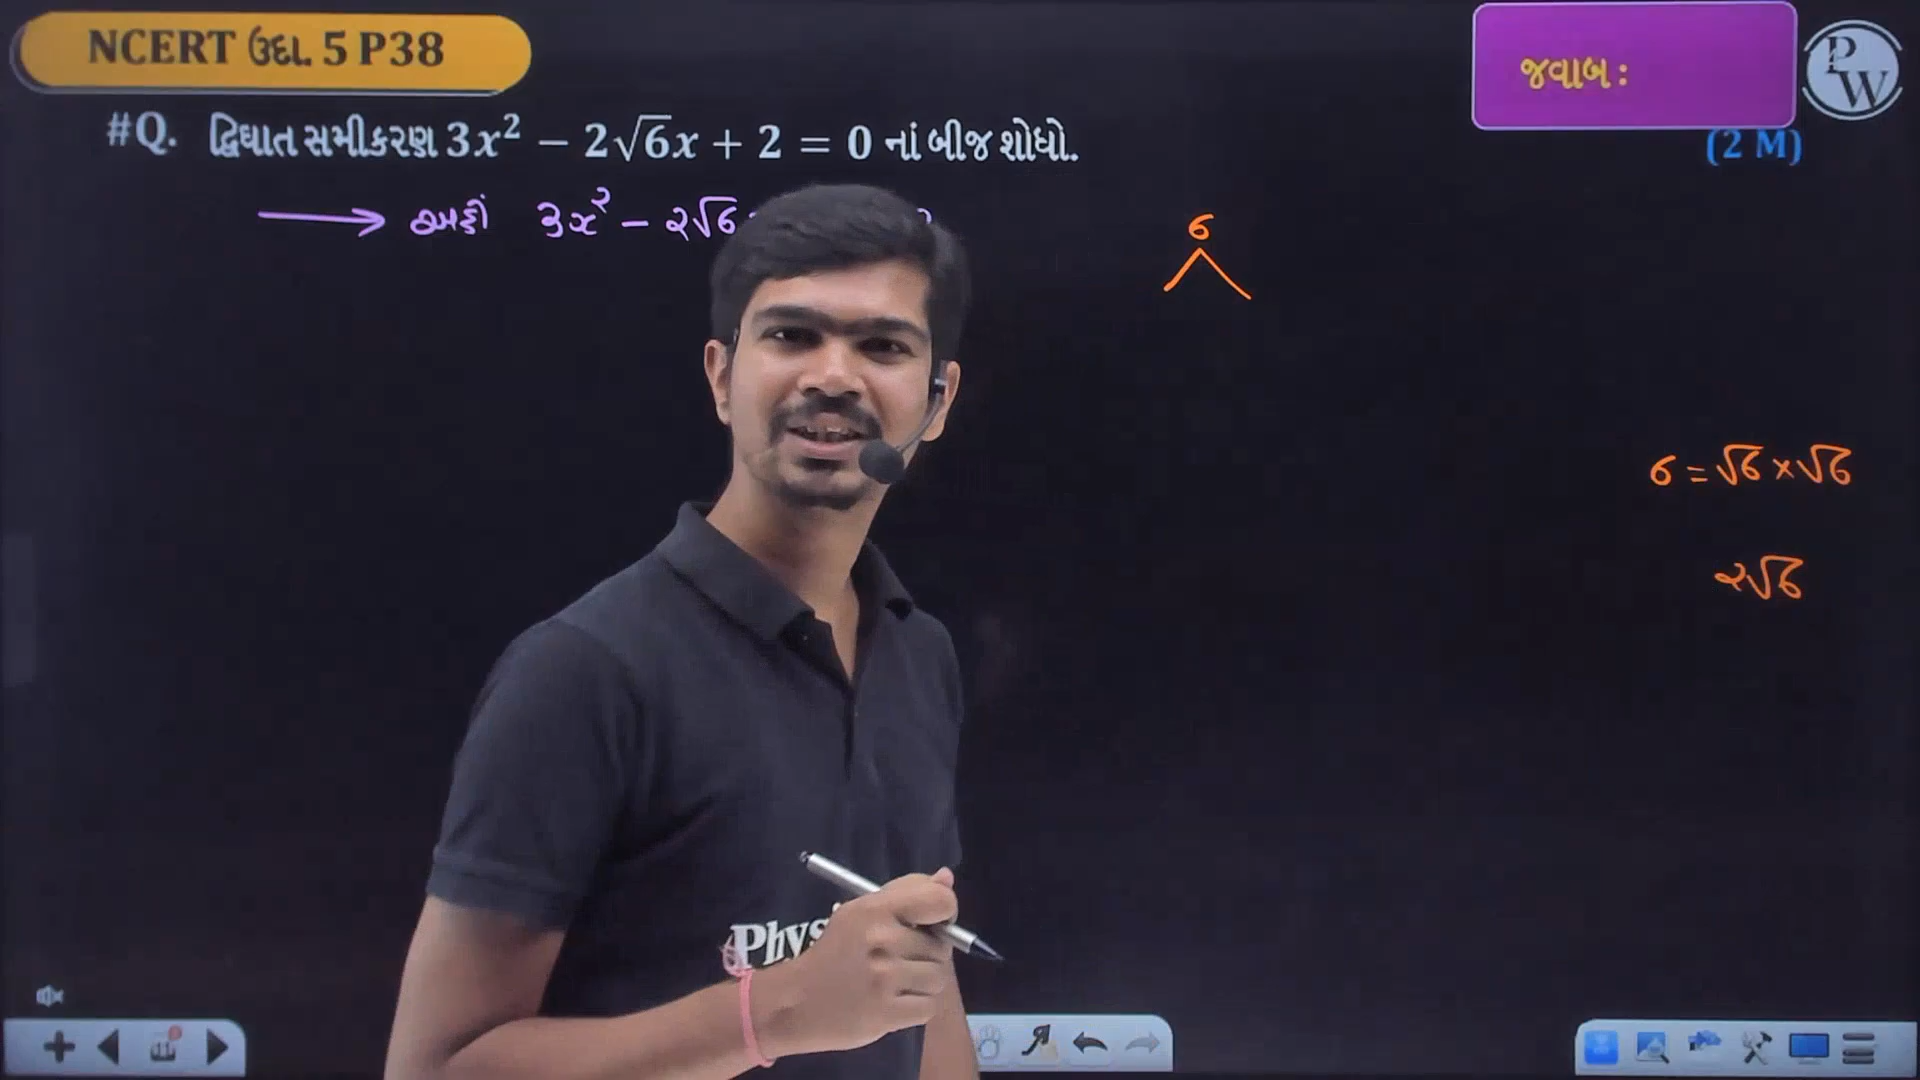 NCERT ઉદા. 5 P38
જવાબ :
PW
#Q. દ્વિઘાત સમીકરણ 3x² − 2√6x + 2 = 0 નાં બીજ શોધો.
(2 M)
→ અહીં 3x² − 2√6
6
6 = √6 × √6
2√6
Phys